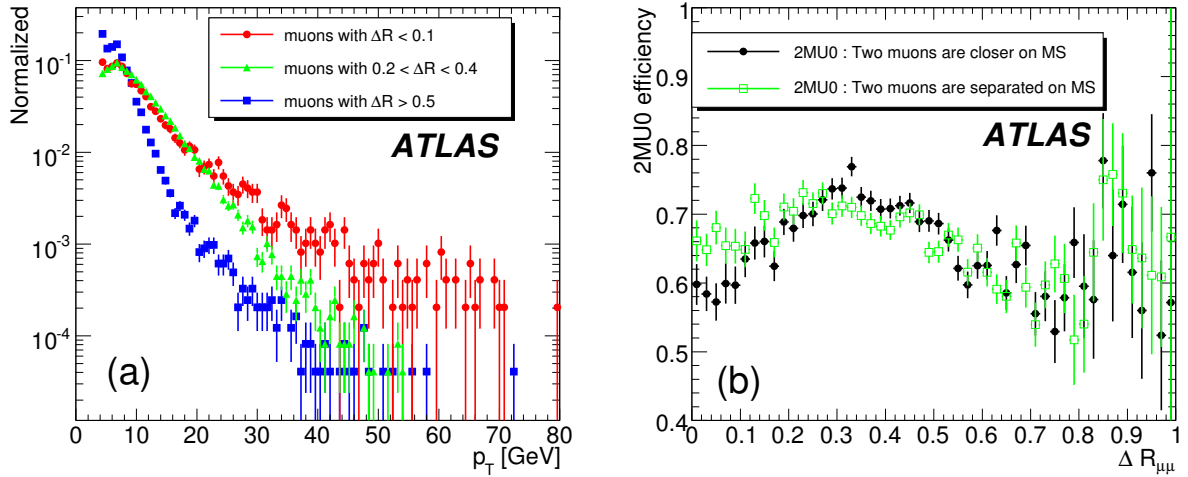 Normalized
10⁻¹
10⁻²
10⁻³
10⁻⁴
muons with ΔR < 0.1
muons with 0.2 < ΔR < 0.4
muons with ΔR > 0.5
ATLAS
(a)
0 10 20 30 40 50 60 70 80
p_T [GeV]
2MU0 efficiency
1
0.9
0.8
0.7
0.6
0.5
0.4
2MU0 : Two muons are closer on MS
2MU0 : Two muons are separated on MS
ATLAS
(b)
0 0.1 0.2 0.3 0.4 0.5 0.6 0.7 0.8 0.9 1
Δ R_μμ